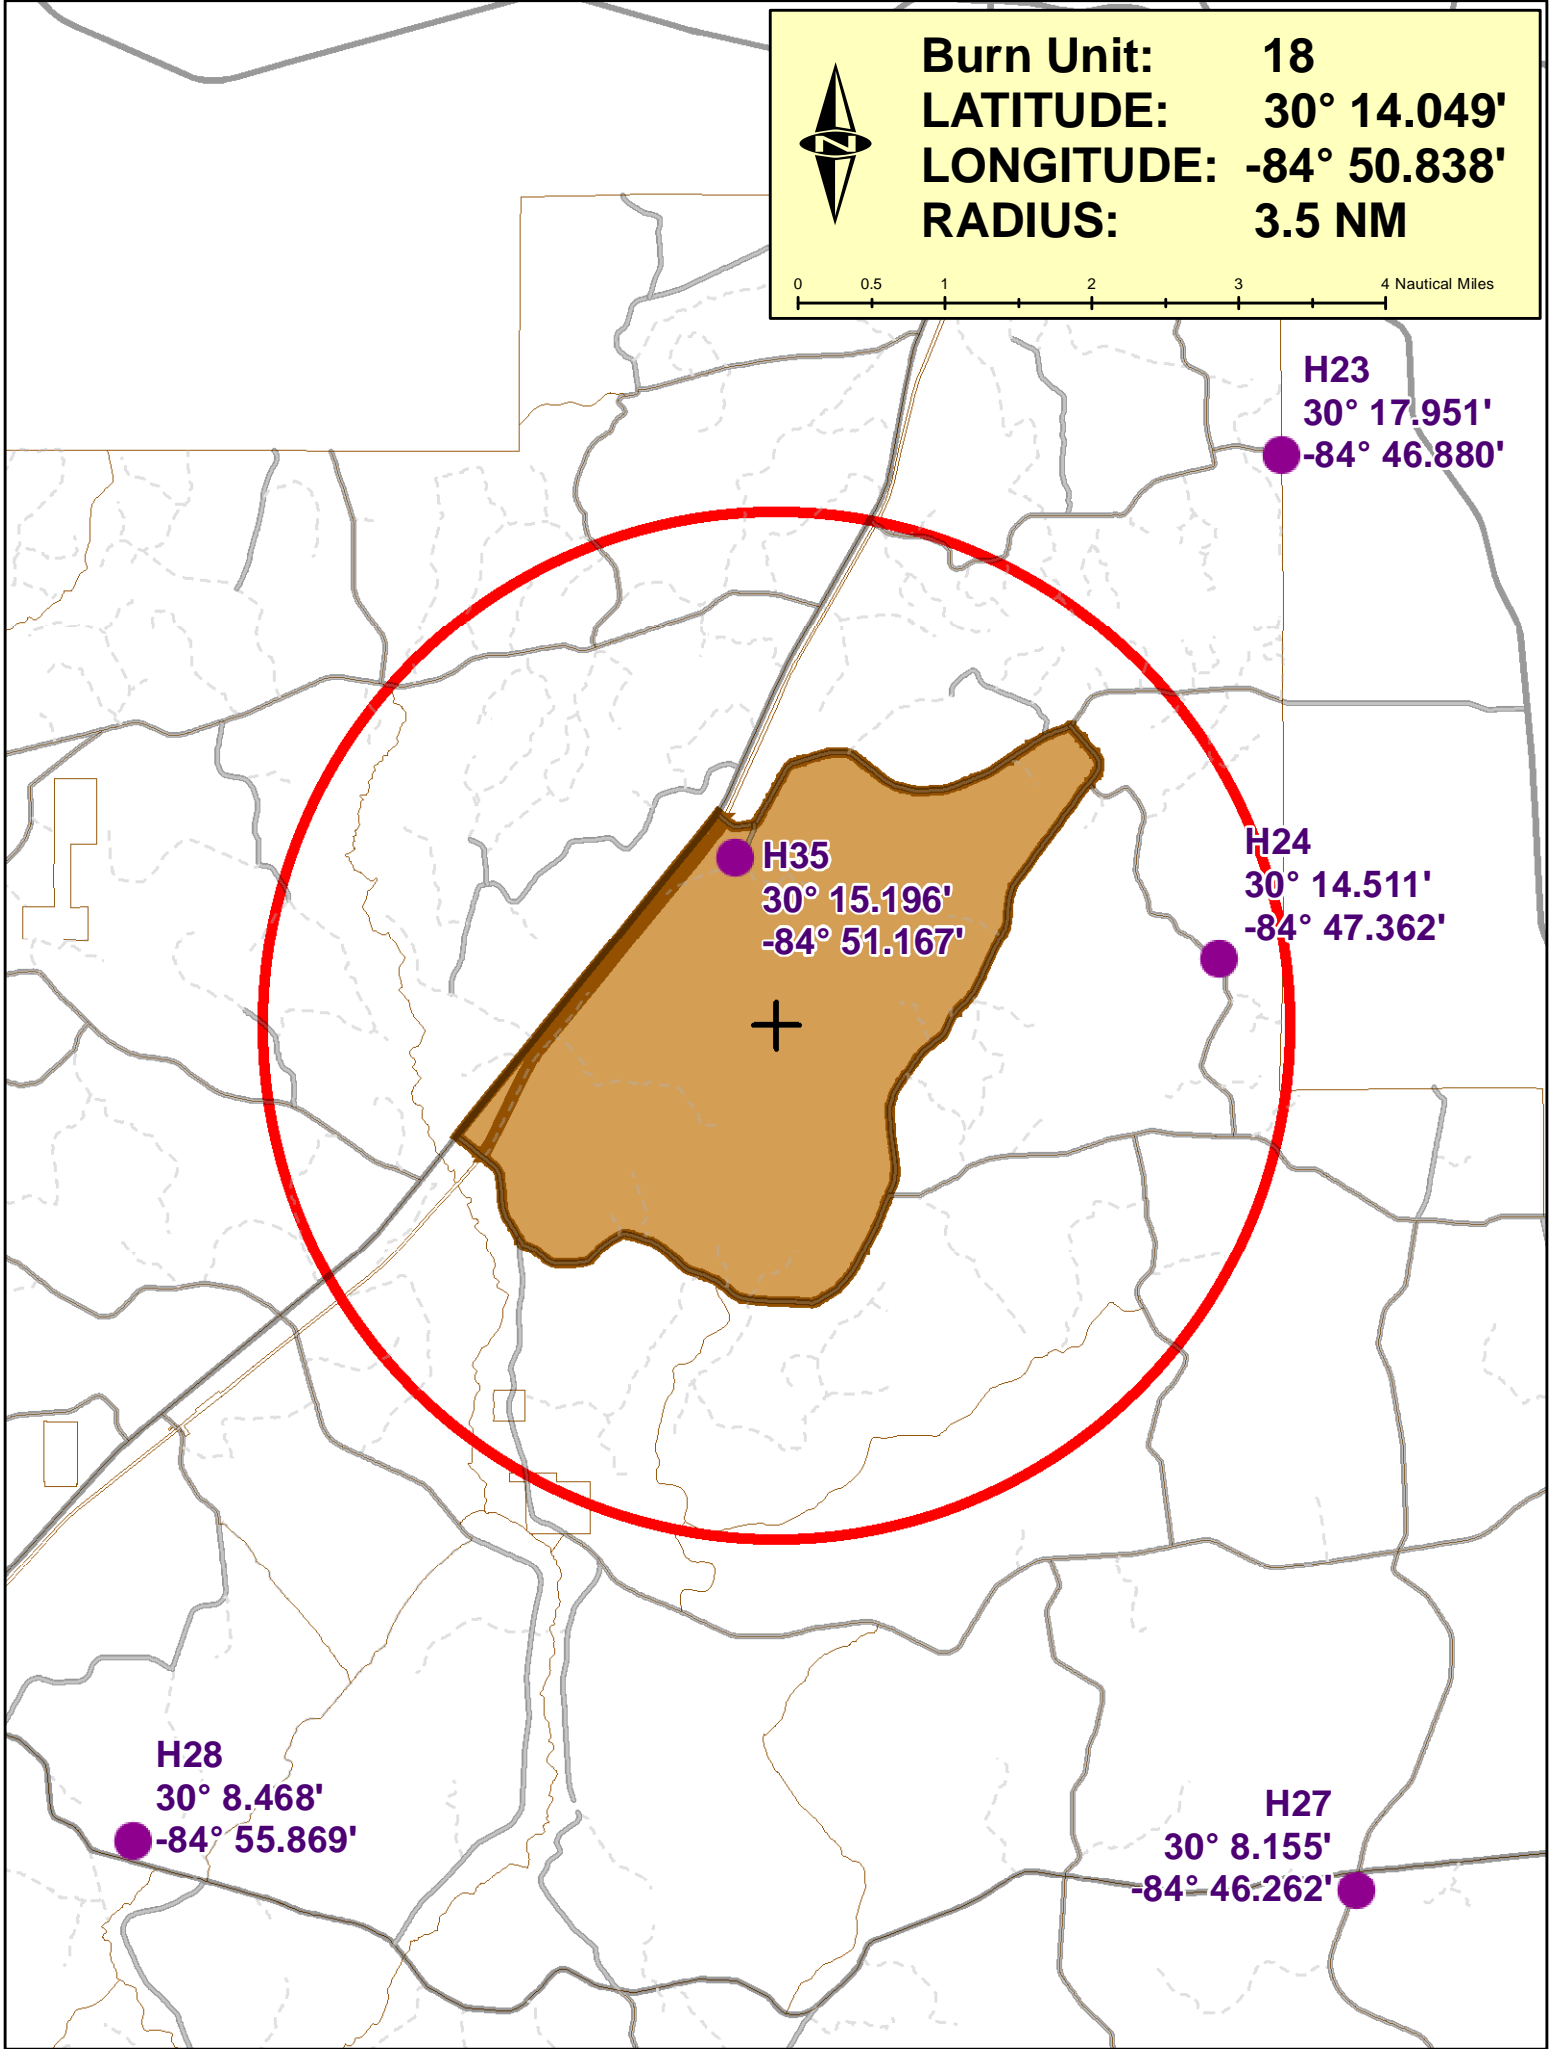 Burn Unit: 18
LATITUDE: 30° 14.049'
LONGITUDE: -84° 50.838'
RADIUS: 3.5 NM
N
0 0.5 1 2 3 4 Nautical Miles
H23
30° 17.951'
-84° 46.880'
H24
30° 14.511'
-84° 47.362'
H35
30° 15.196'
-84° 51.167'
H28
30° 8.468'
-84° 55.869'
H27
30° 8.155'
-84° 46.262'